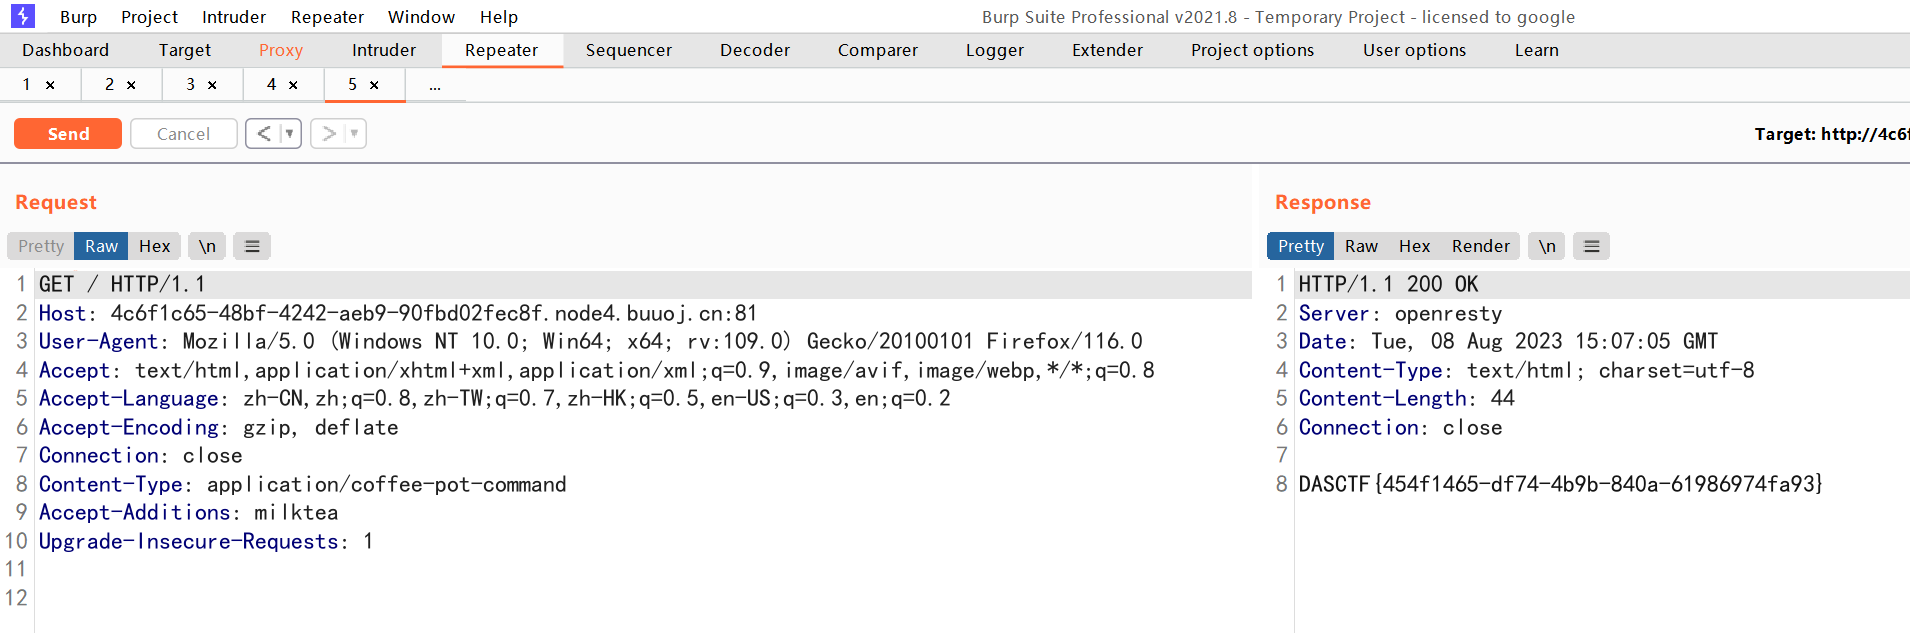 Burp Project Intruder Repeater Window Help Burp Suite Professional v2021.8 - Temporary Project - licensed to google
Dashboard Target Proxy Intruder Repeater Sequencer Decoder Comparer Logger Extender Project options User options Learn
1 × 2 × 3 × 4 × 5 × ...
Send Cancel < ▼ > ▼ Target: http://4c6f
Request
Pretty Raw Hex \n ≡
1 GET / HTTP/1.1
2 Host: 4c6f1c65-48bf-4242-aeb9-90fbd02fec8f.node4.buuoj.cn:81
3 User-Agent: Mozilla/5.0 (Windows NT 10.0; Win64; x64; rv:109.0) Gecko/20100101 Firefox/116.0
4 Accept: text/html,application/xhtml+xml,application/xml;q=0.9,image/avif,image/webp,*/*;q=0.8
5 Accept-Language: zh-CN,zh;q=0.8,zh-TW;q=0.7,zh-HK;q=0.5,en-US;q=0.3,en;q=0.2
6 Accept-Encoding: gzip, deflate
7 Connection: close
8 Content-Type: application/coffee-pot-command
9 Accept-Additions: milktea
10 Upgrade-Insecure-Requests: 1
11
12
Response
Pretty Raw Hex Render \n ≡
1 HTTP/1.1 200 OK
2 Server: openresty
3 Date: Tue, 08 Aug 2023 15:07:05 GMT
4 Content-Type: text/html; charset=utf-8
5 Content-Length: 44
6 Connection: close
7
8 DASCTF{454f1465-df74-4b9b-840a-61986974fa93}